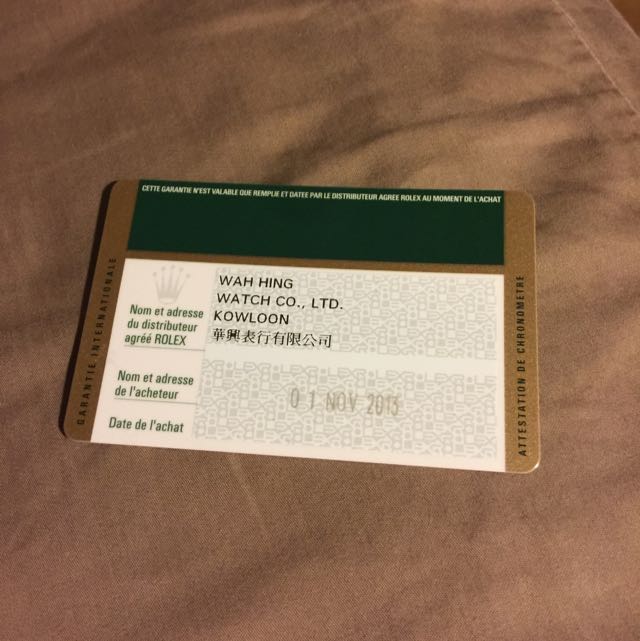 CETTE GARANTIE N'EST VALABLE QUE REMPLIE ET DATEE PAR LE DISTRIBUTEUR AGREE ROLEX AU MOMENT DE L'ACHAT
GARANTIE INTERNATIONALE
Nom et adresse
du distributeur
agréé ROLEX
WAH HING
WATCH CO., LTD.
KOWLOON
華興表行有限公司
Nom et adresse
de l'acheteur
Date de l'achat
01 NOV 2013
ATTESTATION DE CHRONOMETRE